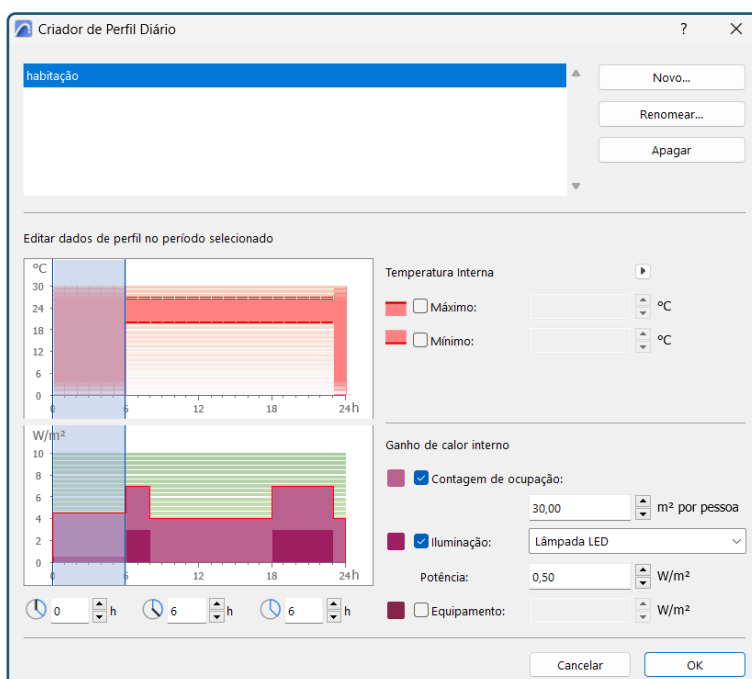 Criador de Perfil Diário ?
habitação
Novo...
Renomear...
Apagar
Editar dados de perfil no período selecionado
°C
30
24
18
12
6
0
0 6 12 18 24h
W/m²
10
8
6
4
2
0
0 6 12 18 24h
0 h 6 h 6 h
Temperatura Interna
Máximo: °C
Mínimo: °C
Ganho de calor interno
Contagem de ocupação:
30,00 m² por pessoa
Iluminação: Lâmpada LED
Potência: 0,50 W/m²
Equipamento: W/m²
Cancelar OK